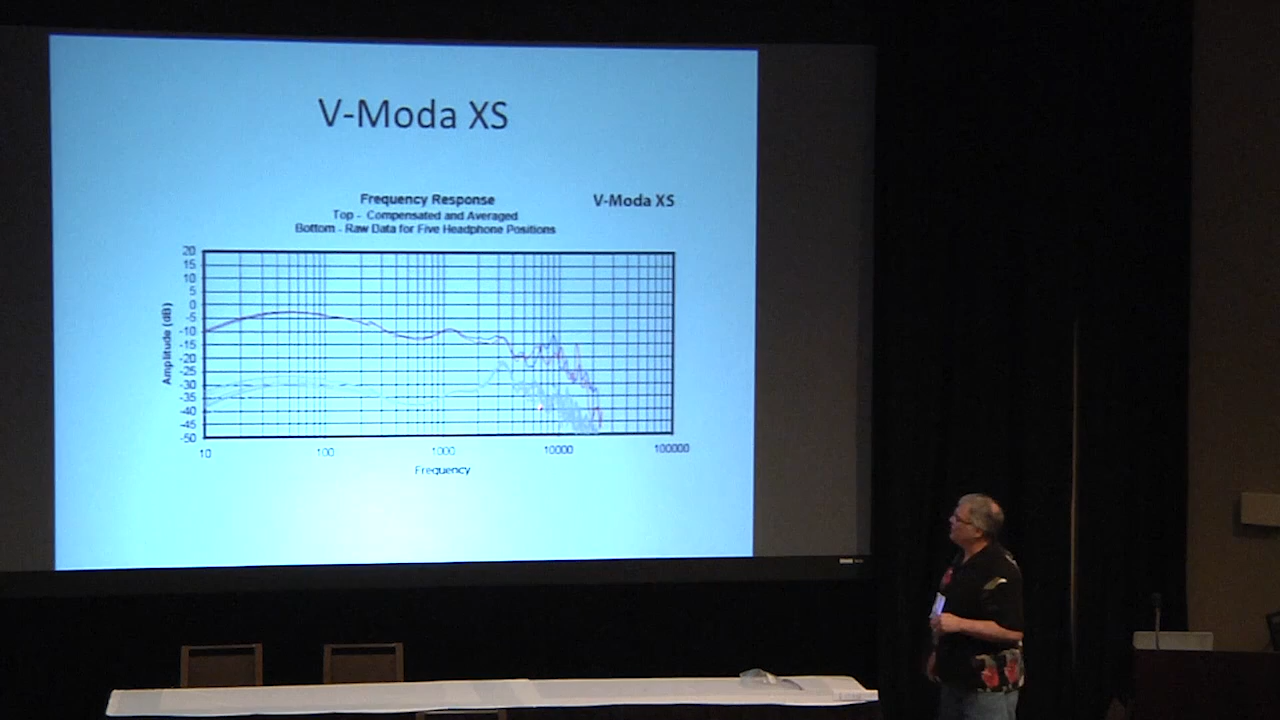 V-Moda XS
Frequency Response
V-Moda XS
Top - Compensated and Averaged
Bottom - Raw Data for Five Headphone Positions
20
15
10
5
0
-5
-10
-15
-20
-25
-30
-35
-40
-45
-50
Amplitude (dB)
10
100
1000
10000
100000
Frequency